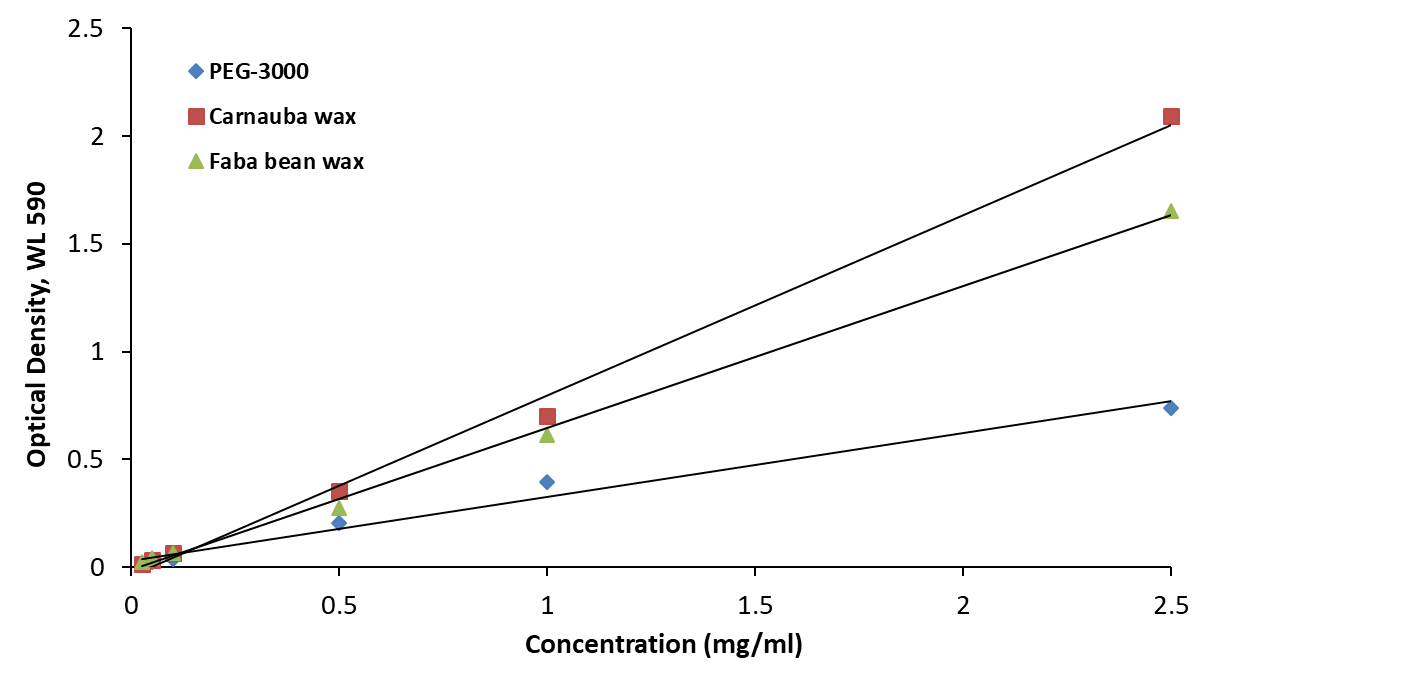 2.5
PEG-3000
Carnauba wax
2
Faba bean wax
1.5
1
0.5
0
Optical Density, WL 590
0 0.5 1 1.5 2 2.5
Concentration (mg/ml)